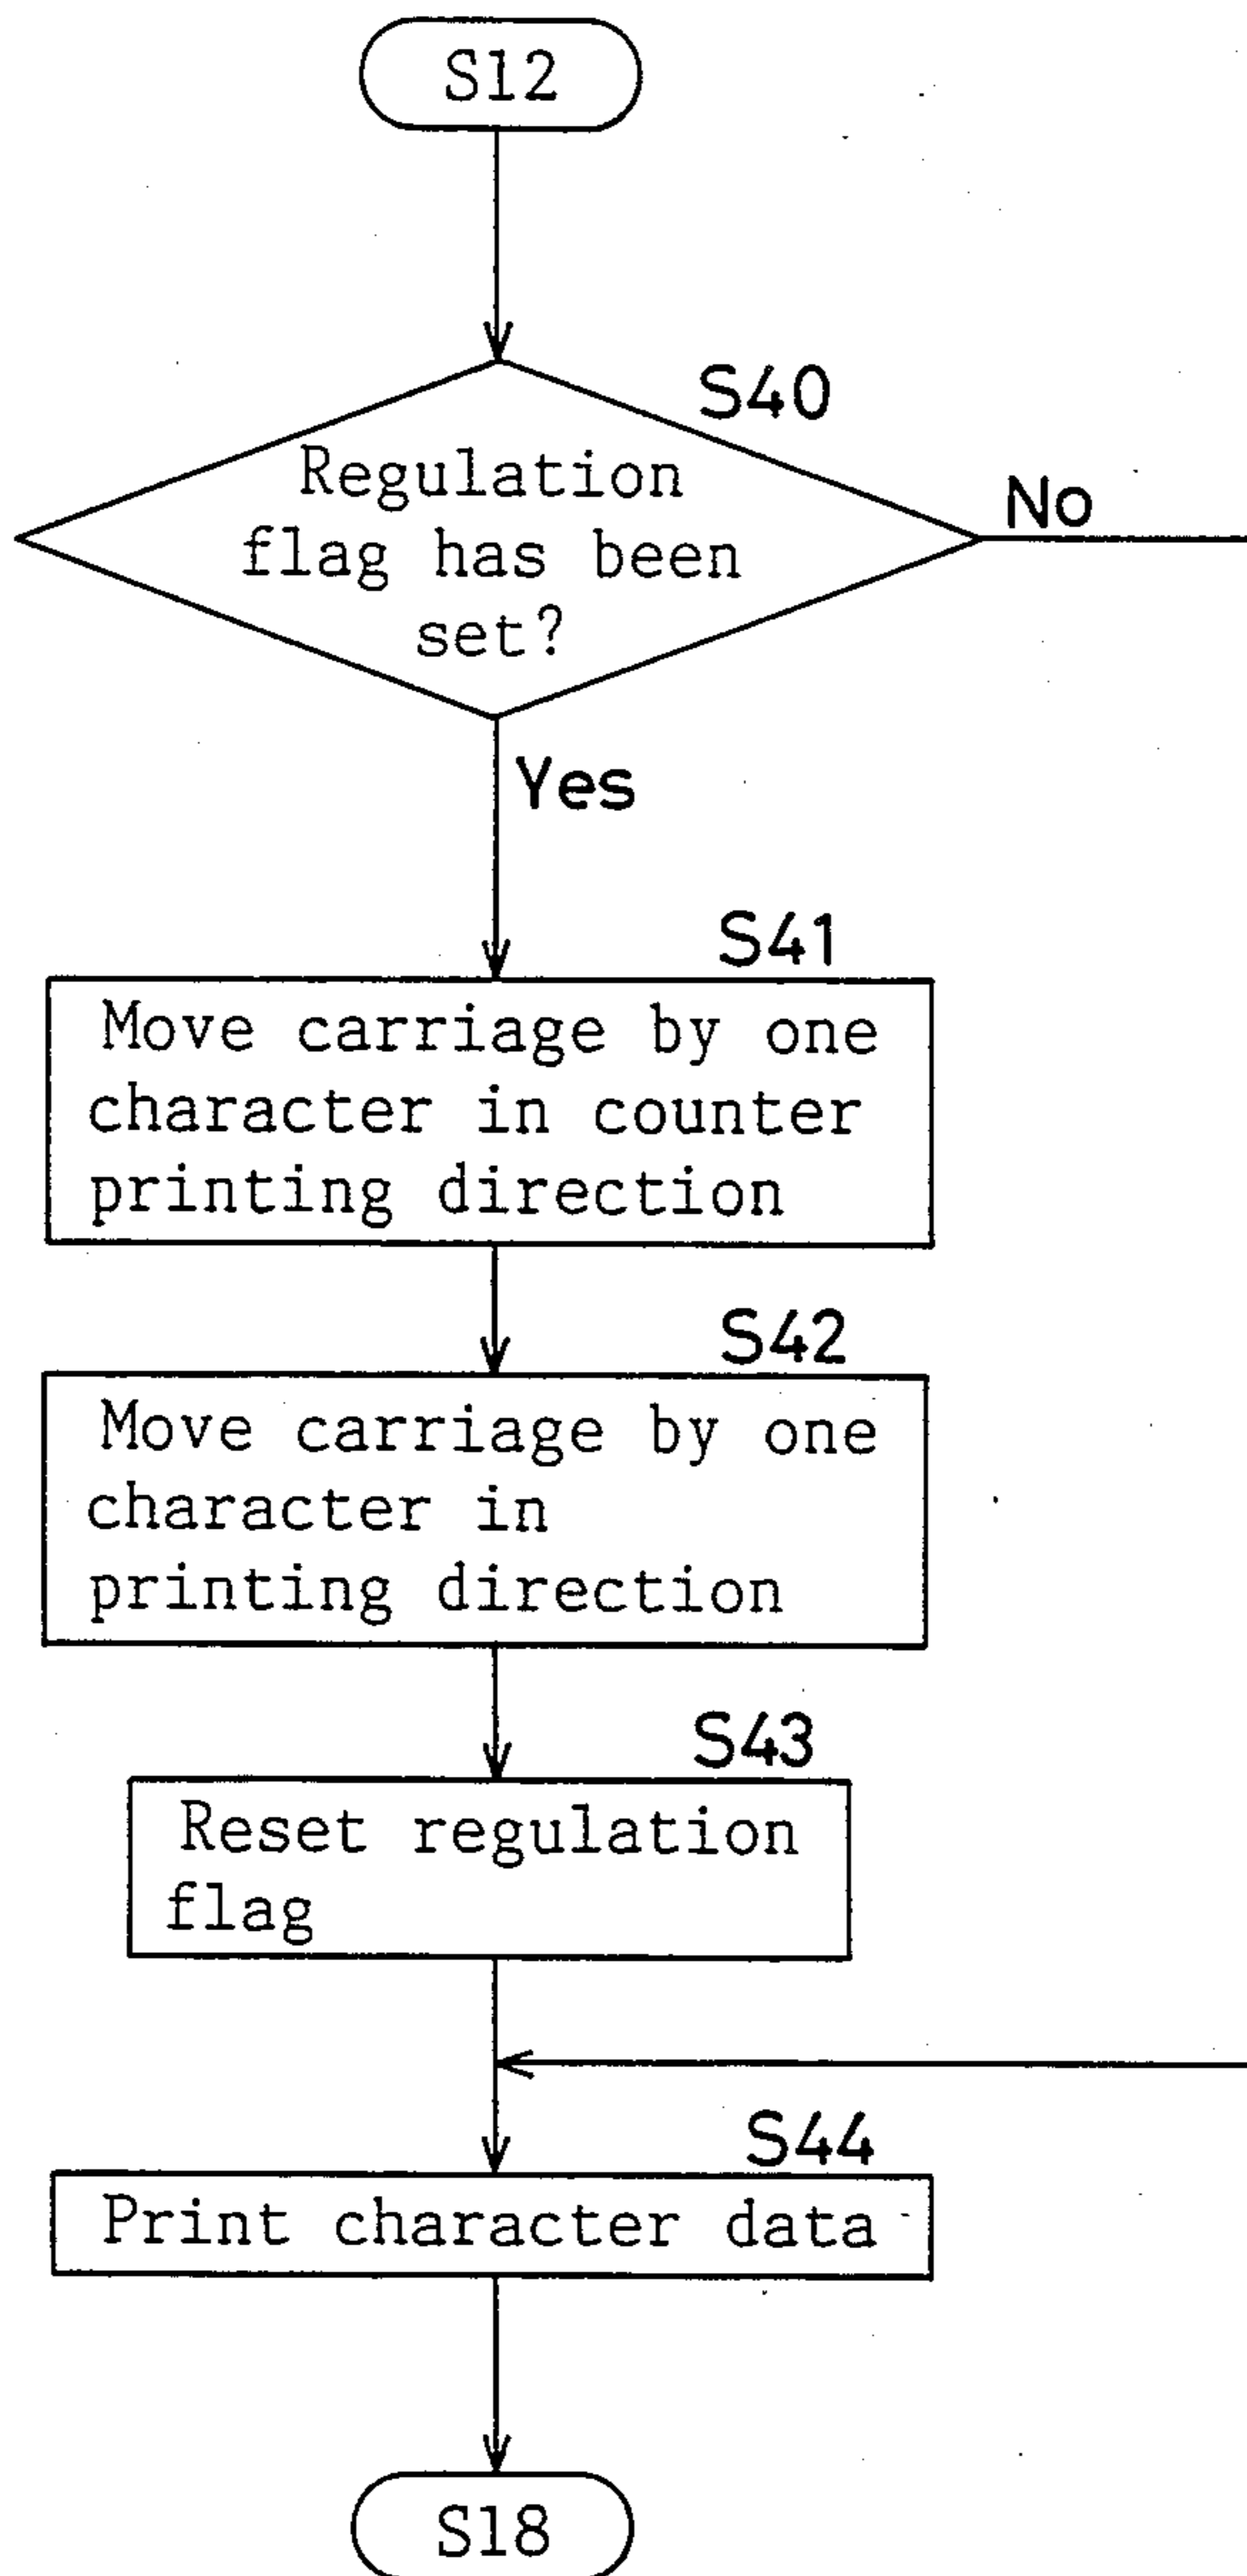 S12
S40
Regulation
flag has been
set?
No
Yes
S41
Move carriage by one
character in counter
printing direction
S42
Move carriage by one
character in
printing direction
S43
Reset regulation
flag
S44
Print character data
S18